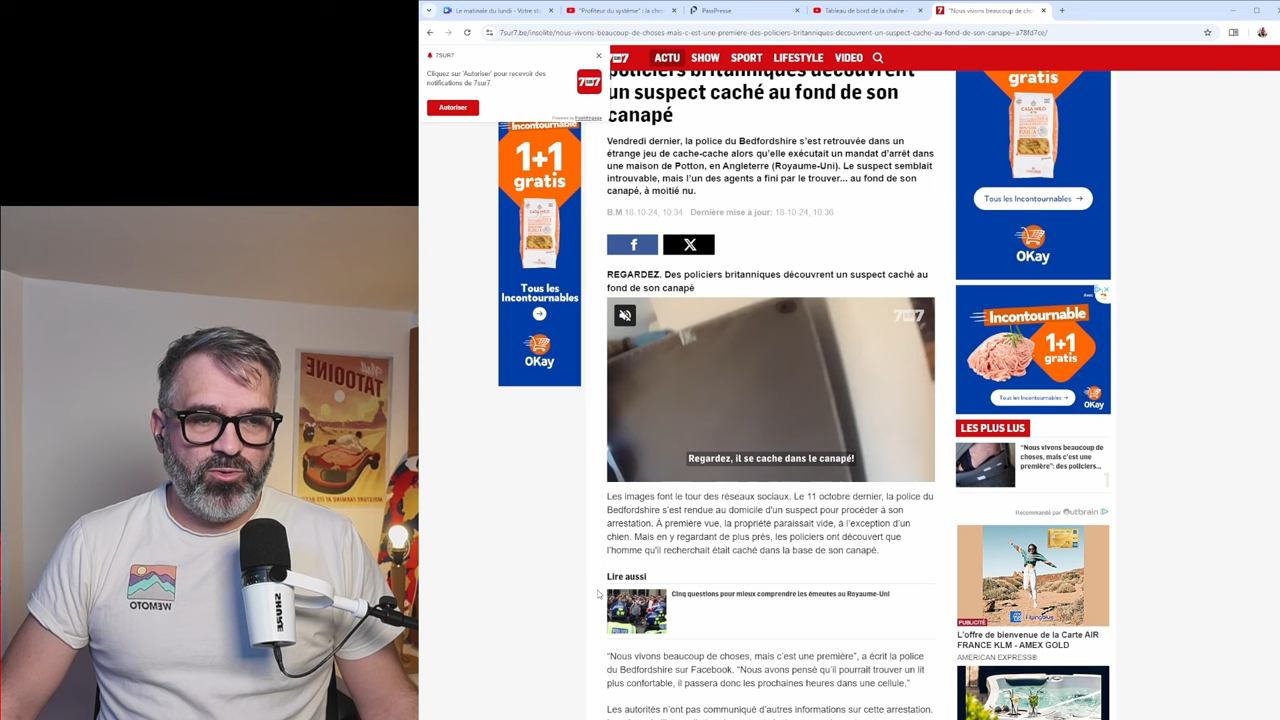 Le matinale du lundi - Votre st
"Profiteur du système" : la choc
PassPresse
Tableau de bord de la chaîne -
"Nous vivons beaucoup de cho
7sur7.be/insolite/nous-vivons-beaucoup-de-choses-mais-c-est-une-premiere-des-policiers-britanniques-decouvrent-un-suspect-cache-au-fond-de-son-canape~a78fd7ce/
7SUR7
Cliquez sur 'Autoriser' pour recevoir des
notifications de 7sur7.
Autoriser
Powered by PushEngage
ACTU SHOW SPORT LIFESTYLE VIDEO
policiers britanniques découvrent
un suspect caché au fond de son
canapé
Vendredi dernier, la police du Bedfordshire s'est retrouvée dans un
étrange jeu de cache-cache alors qu'elle exécutait un mandat d'arrêt dans
une maison de Potton, en Angleterre (Royaume-Uni). Le suspect semblait
introuvable, mais l'un des agents a fini par le trouver... au fond de son
canapé, à moitié nu.
B.M 18-10-24, 10:34 Dernière mise à jour: 18-10-24, 10:36
REGARDEZ. Des policiers britanniques découvrent un suspect caché au
fond de son canapé
7SUR7
Regardez, il se cache dans le canapé!
Les images font le tour des réseaux sociaux. Le 11 octobre dernier, la police du
Bedfordshire s'est rendue au domicile d'un suspect pour procéder à son
arrestation. À première vue, la propriété paraissait vide, à l'exception d'un
chien. Mais en y regardant de plus près, les policiers ont découvert que
l'homme qu'il recherchait était caché dans la base de son canapé.
Lire aussi
Cinq questions pour mieux comprendre les émeutes au Royaume-Uni
"Nous vivons beaucoup de choses, mais c'est une première", a écrit la police
du Bedfordshire sur Facebook. "Nous avons pensé qu'il pourrait trouver un lit
plus confortable, il passera donc les prochaines heures dans une cellule."
Les autorités n'ont pas communiqué d'autres informations sur cette arrestation.
Incontournable
1+1
gratis
Tous les
Incontournables
OKay
gratis
CASA MILO
Tous les Incontournables
OKay
Avec
Incontournable
1+1
gratis
Tous les Incontournables
OKay
LES PLUS LUS
"Nous vivons beaucoup de
choses, mais c'est une
première": des policiers...
Recommandé par Outbrain
FlyingBlue
PUBLICITÉ
L'offre de bienvenue de la Carte AIR
FRANCE KLM - AMEX GOLD
AMERICAN EXPRESS®
TATOOINE
WEMOTO
SHURE